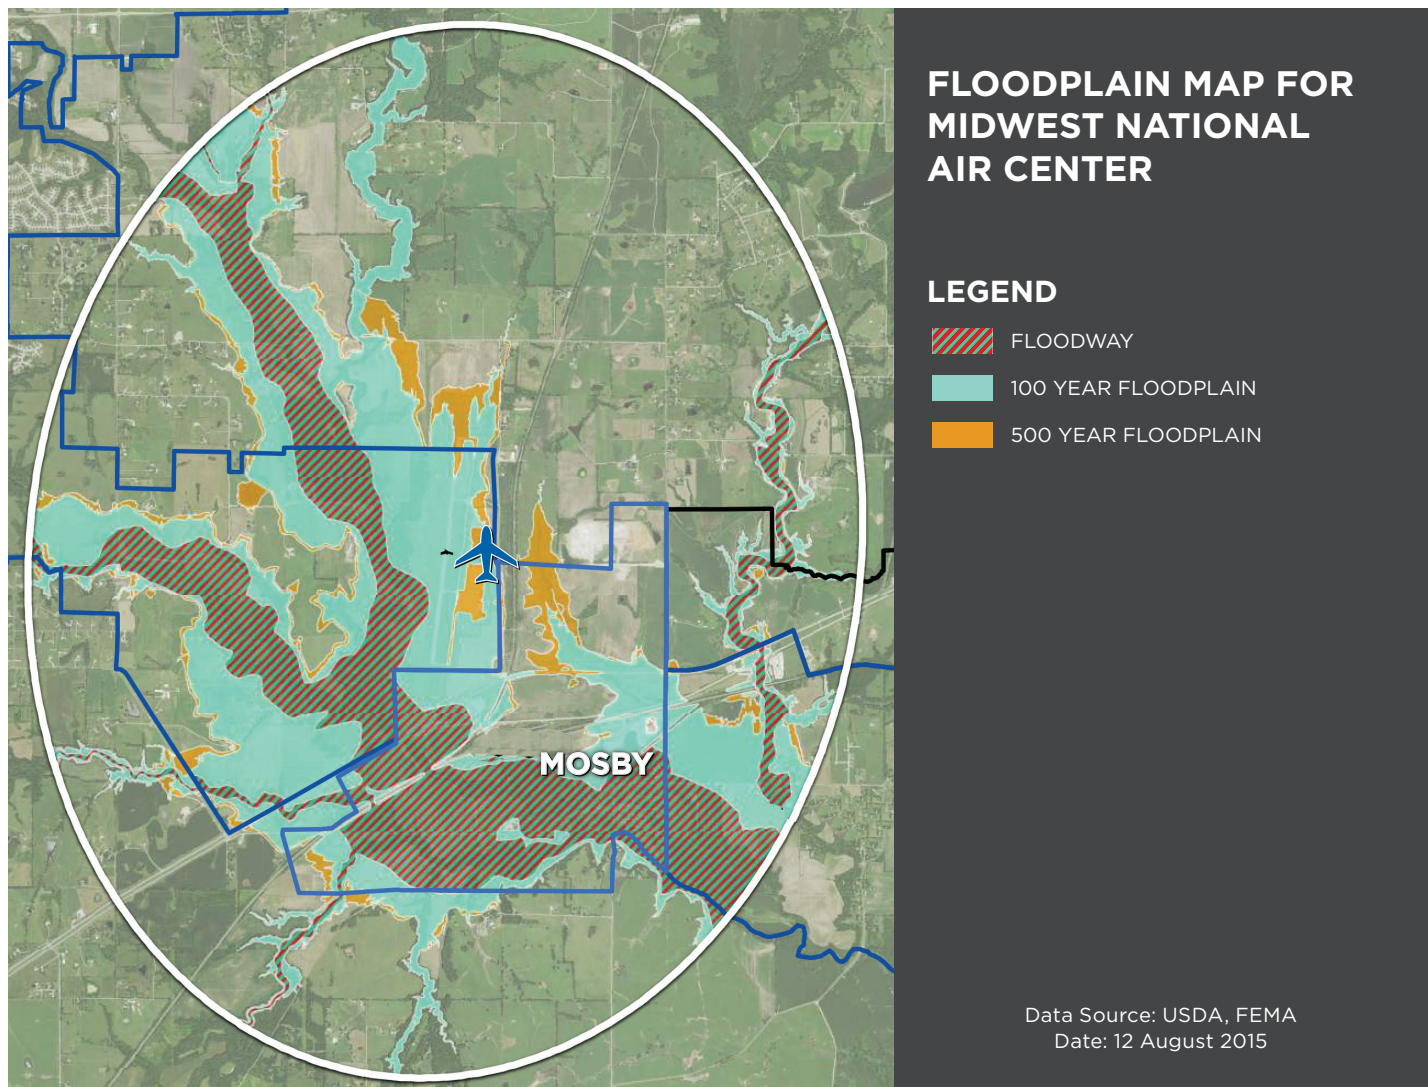 FLOODPLAIN MAP FOR
MIDWEST NATIONAL
AIR CENTER
LEGEND
FLOODWAY
100 YEAR FLOODPLAIN
500 YEAR FLOODPLAIN
MOSBY
Data Source: USDA, FEMA
Date: 12 August 2015